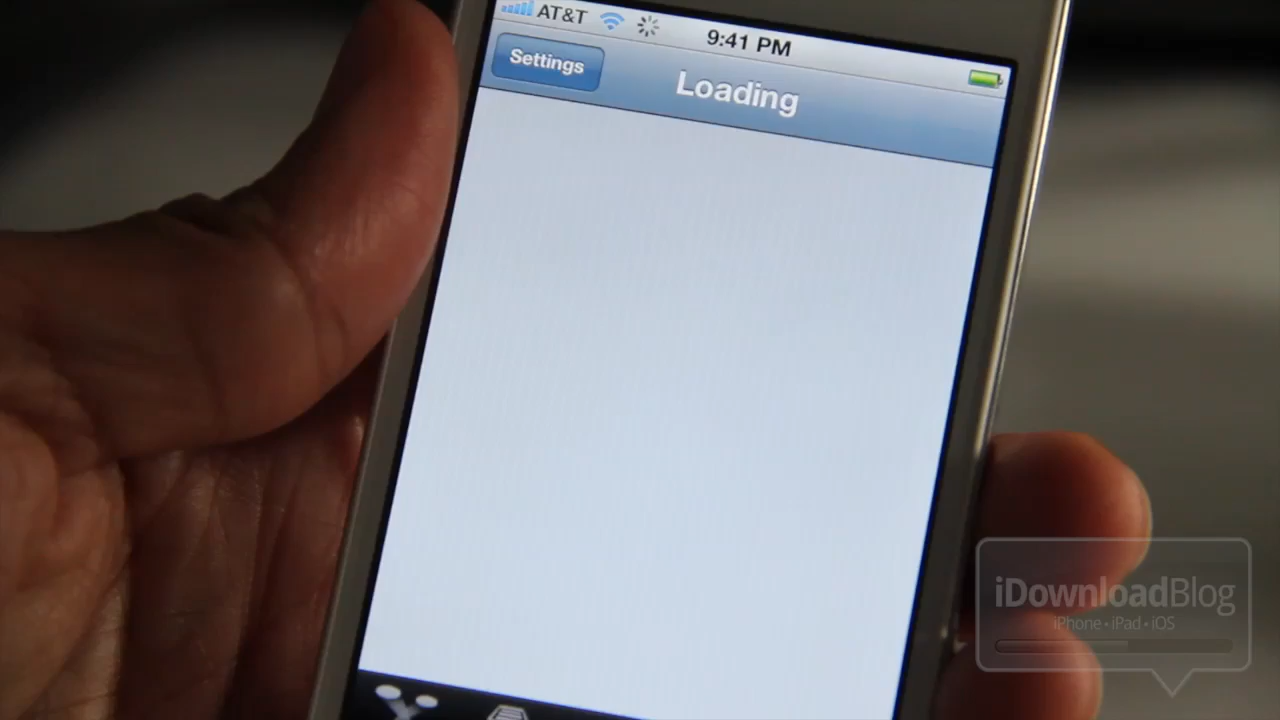 AT&T 9:41 PM
Settings
Loading
iDownloadBlog
iPhone • iPad • iOS